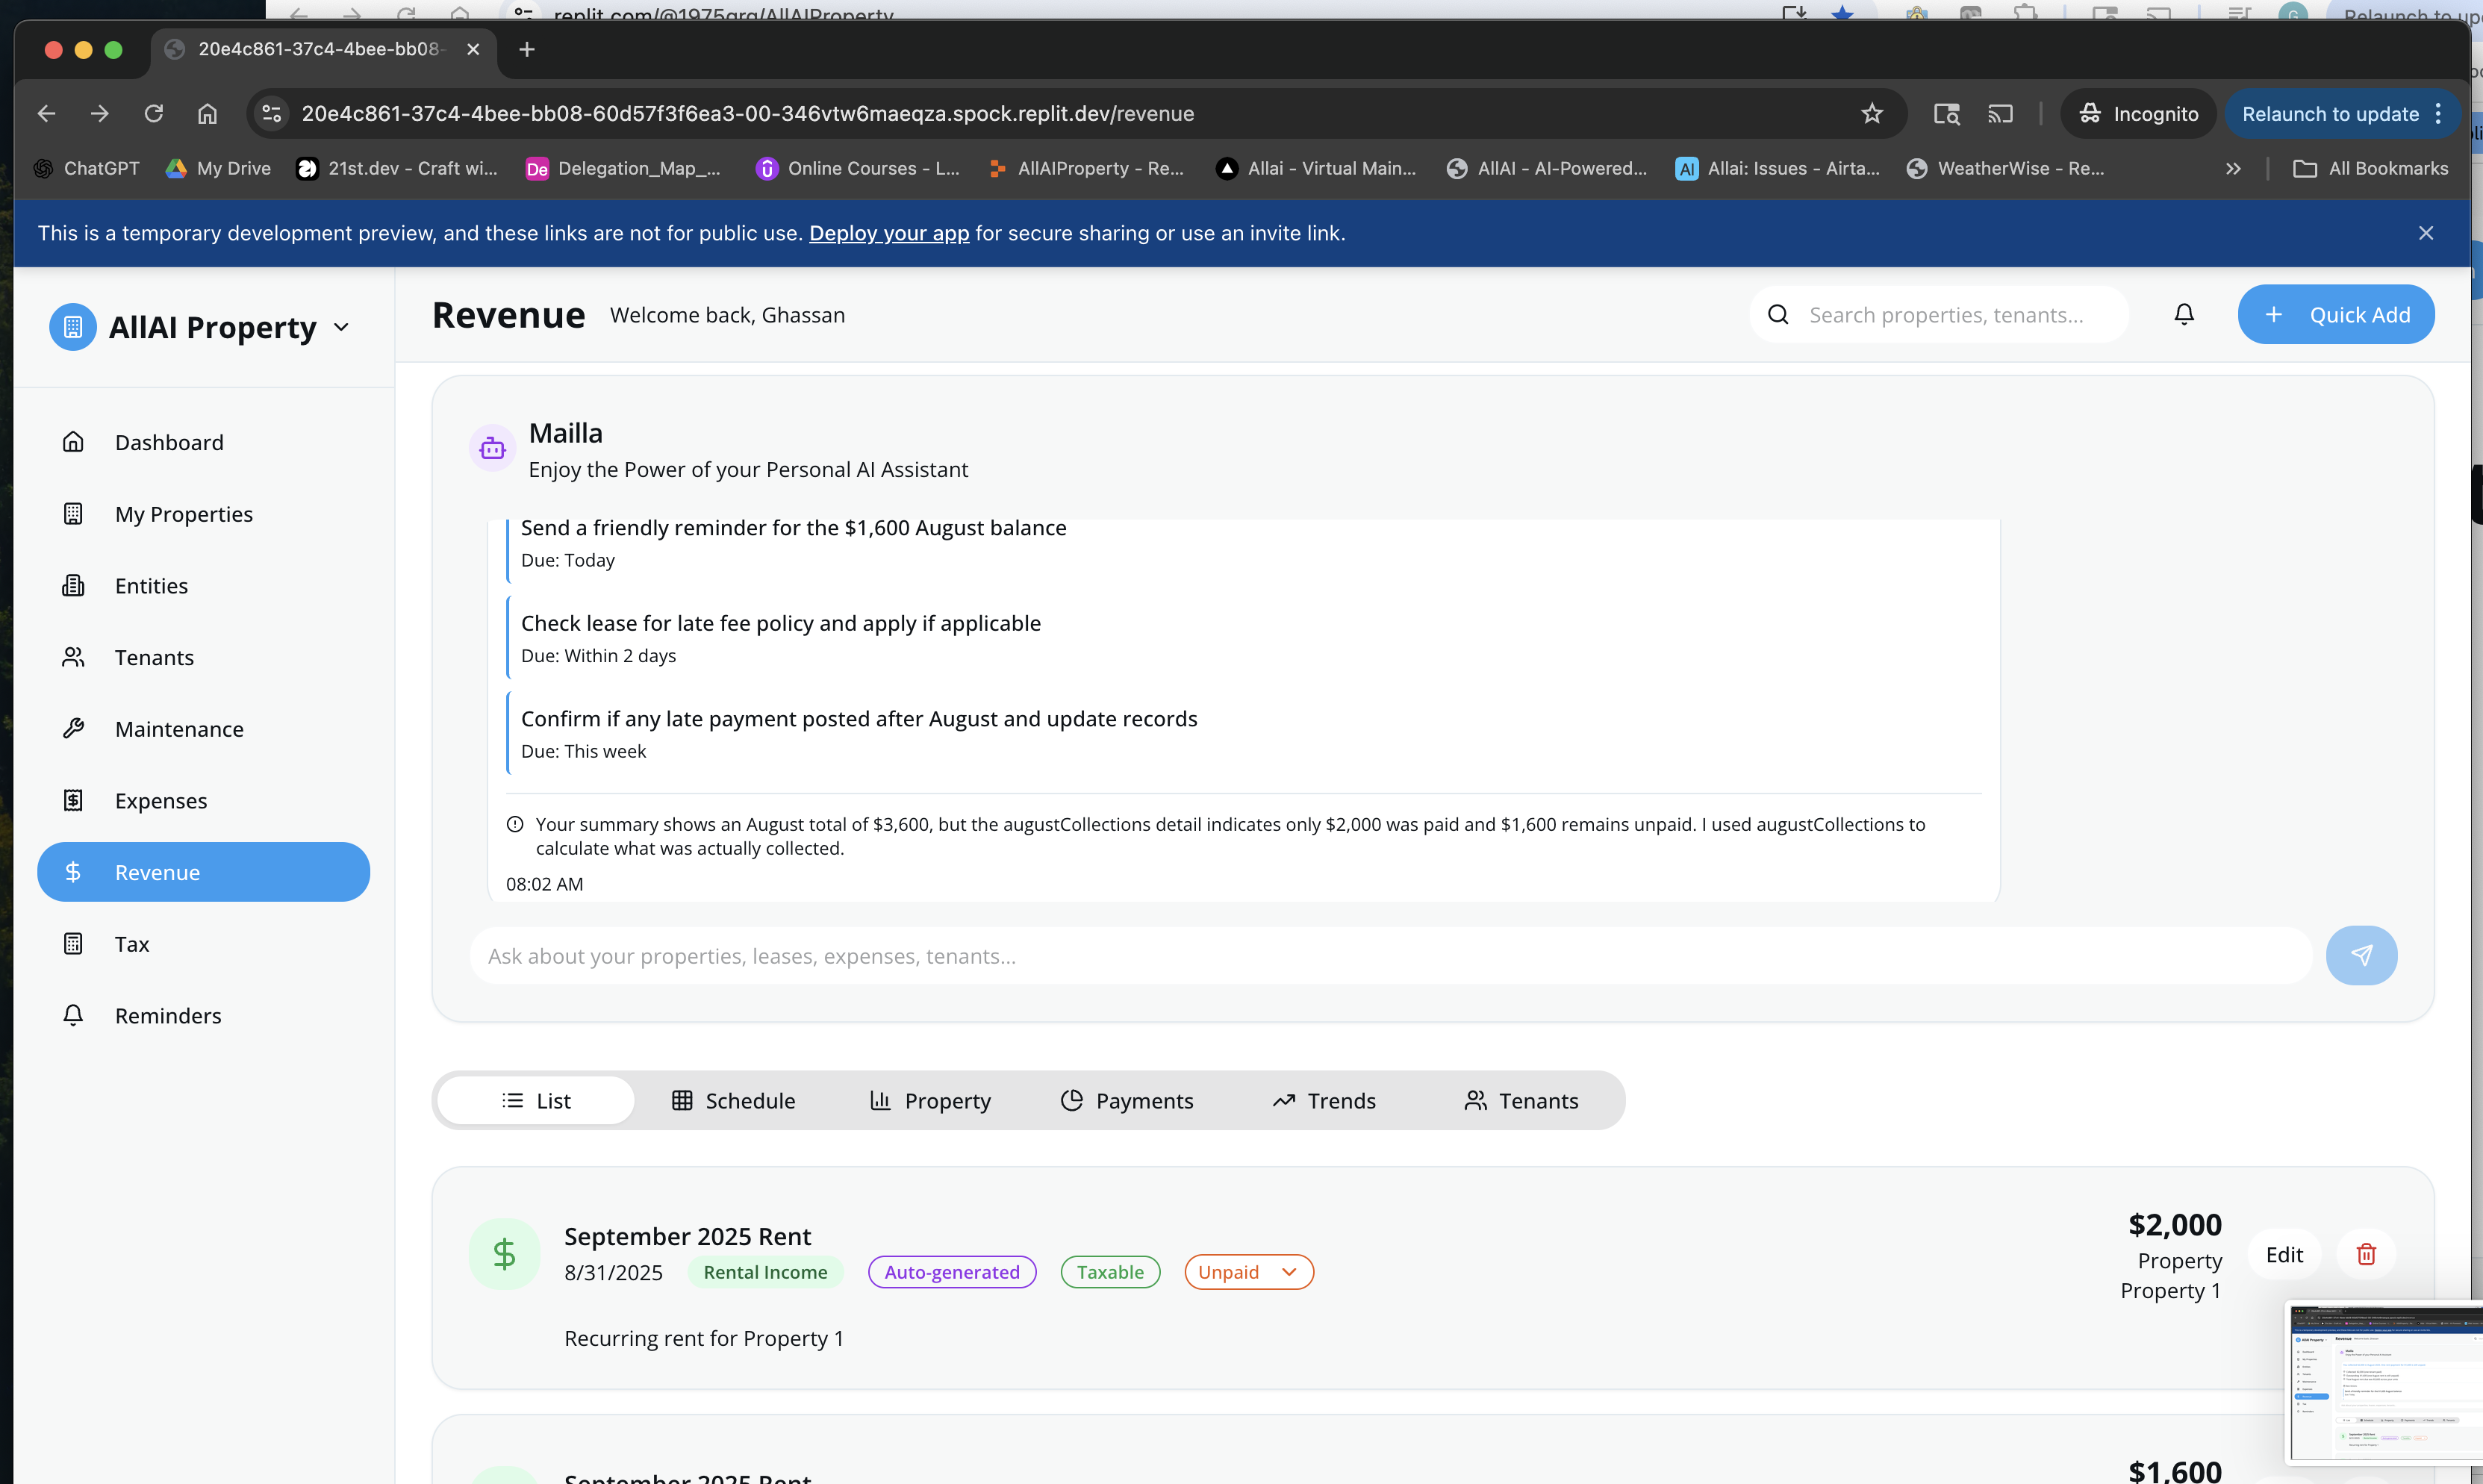 replit.com/@1975grg/AllAIProperty
20e4c861-37c4-4bee-bb08-
20e4c861-37c4-4bee-bb08-60d57f3f6ea3-00-346vtw6maeqza.spock.replit.dev/revenue
Incognito
Relaunch to update
ChatGPT
My Drive
21st.dev - Craft wi...
De Delegation_Map_...
Online Courses - L...
AllAIProperty - Re...
Allai - Virtual Main...
AllAI - AI-Powered...
AI Allai: Issues - Airta...
WeatherWise - Re...
All Bookmarks
This is a temporary development preview, and these links are not for public use. Deploy your app for secure sharing or use an invite link.
AllAI Property
Revenue
Welcome back, Ghassan
Search properties, tenants...
Quick Add
Dashboard
My Properties
Entities
Tenants
Maintenance
Expenses
Revenue
Tax
Reminders
Mailla
Enjoy the Power of your Personal AI Assistant
Send a friendly reminder for the $1,600 August balance
Due: Today
Check lease for late fee policy and apply if applicable
Due: Within 2 days
Confirm if any late payment posted after August and update records
Due: This week
Your summary shows an August total of $3,600, but the augustCollections detail indicates only $2,000 was paid and $1,600 remains unpaid. I used augustCollections to
calculate what was actually collected.
08:02 AM
Ask about your properties, leases, expenses, tenants...
List
Schedule
Property
Payments
Trends
Tenants
September 2025 Rent
8/31/2025
Rental Income
Auto-generated
Taxable
Unpaid
Recurring rent for Property 1
$2,000
Property
Property 1
Edit
September 2025 Rent
$1,600